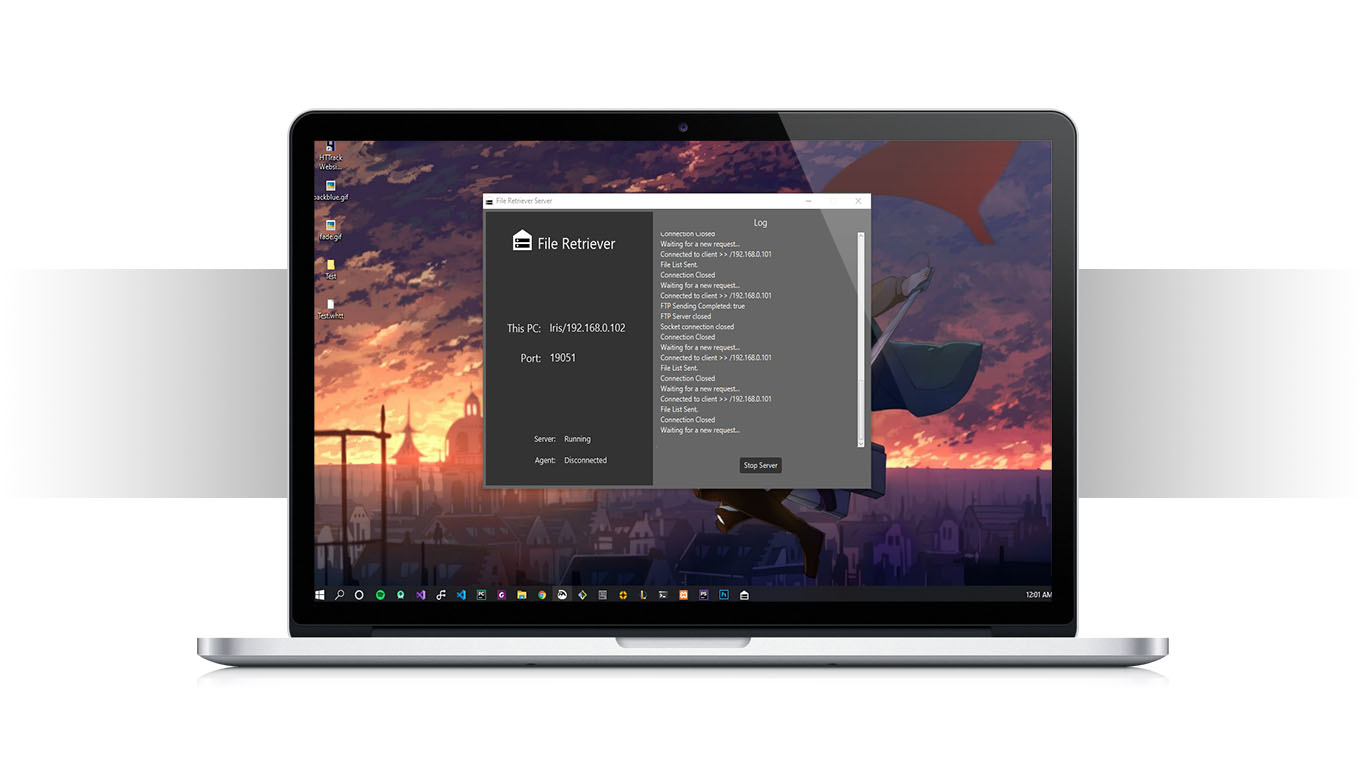 HTTrack
Websi...
backblue.gif
fade.gif
Test
Test.whtt
File Retriever Server
File Retriever
This PC: Iris/192.168.0.102
Port: 19051
Server: Running
Agent: Disconnected
Log
Connection Closed
Waiting for a new request...
Connected to client >> /192.168.0.101
File List Sent.
Connection Closed
Waiting for a new request...
Connected to client >> /192.168.0.101
FTP Sending Completed: true
FTP Server closed
Socket connection closed
Connection Closed
Waiting for a new request...
Connected to client >> /192.168.0.101
File List Sent.
Connection Closed
Waiting for a new request...
Connected to client >> /192.168.0.101
File List Sent.
Connection Closed
Waiting for a new request...
Stop Server
12:01 AM